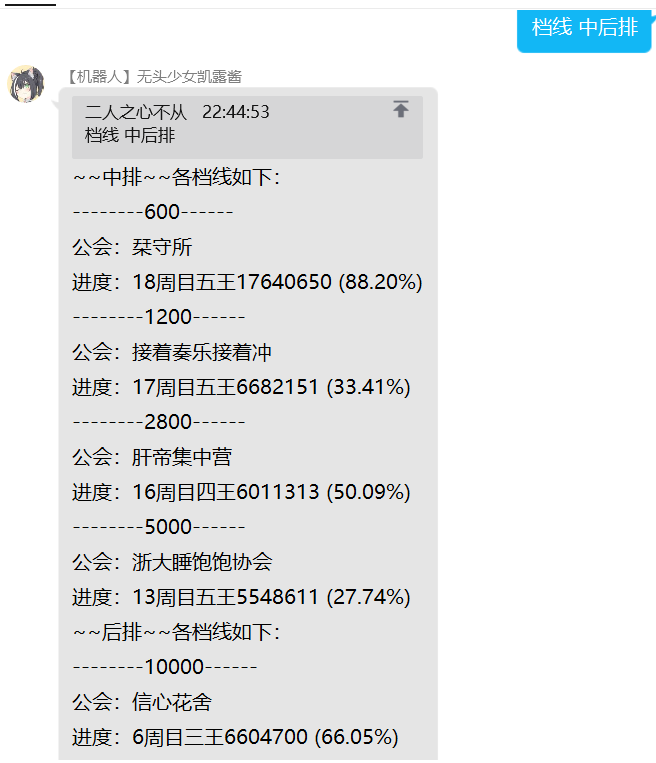 档线 中后排
【机器人】无头少女凯露酱
二人之心不从 22:44:53
档线 中后排
~~中排~~各档线如下：
--------600------
公会：栞守所
进度：18周目五王17640650 (88.20%)
--------1200------
公会：接着奏乐接着冲
进度：17周目五王6682151 (33.41%)
--------2800------
公会：肝帝集中营
进度：16周目四王6011313 (50.09%)
--------5000------
公会：浙大睡饱饱协会
进度：13周目五王5548611 (27.74%)
~~后排~~各档线如下：
--------10000------
公会：信心花舍
进度：6周目三王6604700 (66.05%)